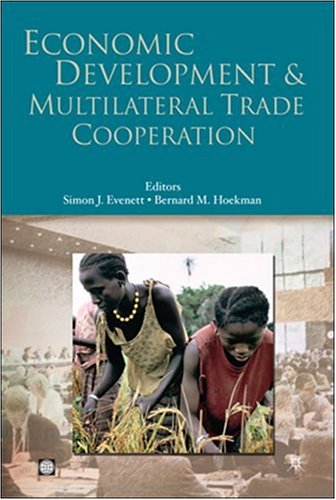 ECONOMIC
DEVELOPMENT &
MULTILATERAL TRADE
COOPERATION
Editors
Simon J. Evenett • Bernard M. Hoekman